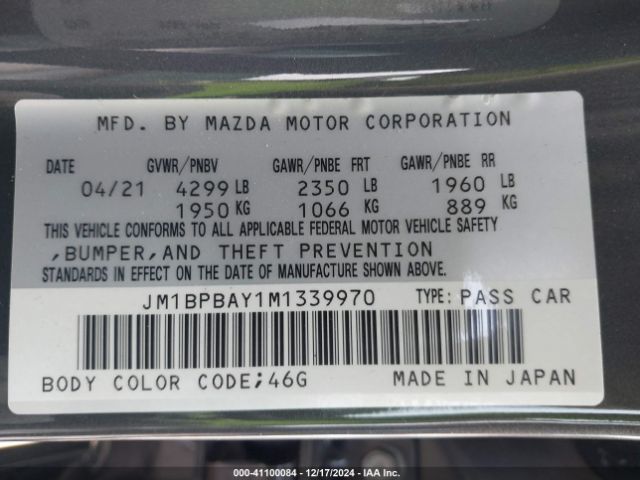 MFD. BY MAZDA MOTOR CORPORATION
DATE GVWR/PNBV GAWR/PNBE FRT GAWR/PNBE RR
04/21 4299 LB 2350 LB 1960 LB
1950 KG 1066 KG 889 KG
THIS VEHICLE CONFORMS TO ALL APPLICABLE FEDERAL MOTOR VEHICLE SAFETY
,BUMPER,AND THEFT PREVENTION
STANDARDS IN EFFECT ON THE DATE OF MANUFACTURE SHOWN ABOVE.
JM1BPBAY1M1339970 TYPE: PASS CAR
BODY COLOR CODE;46G MADE IN JAPAN
000-41100084 - 12/17/2024 - IAA Inc.